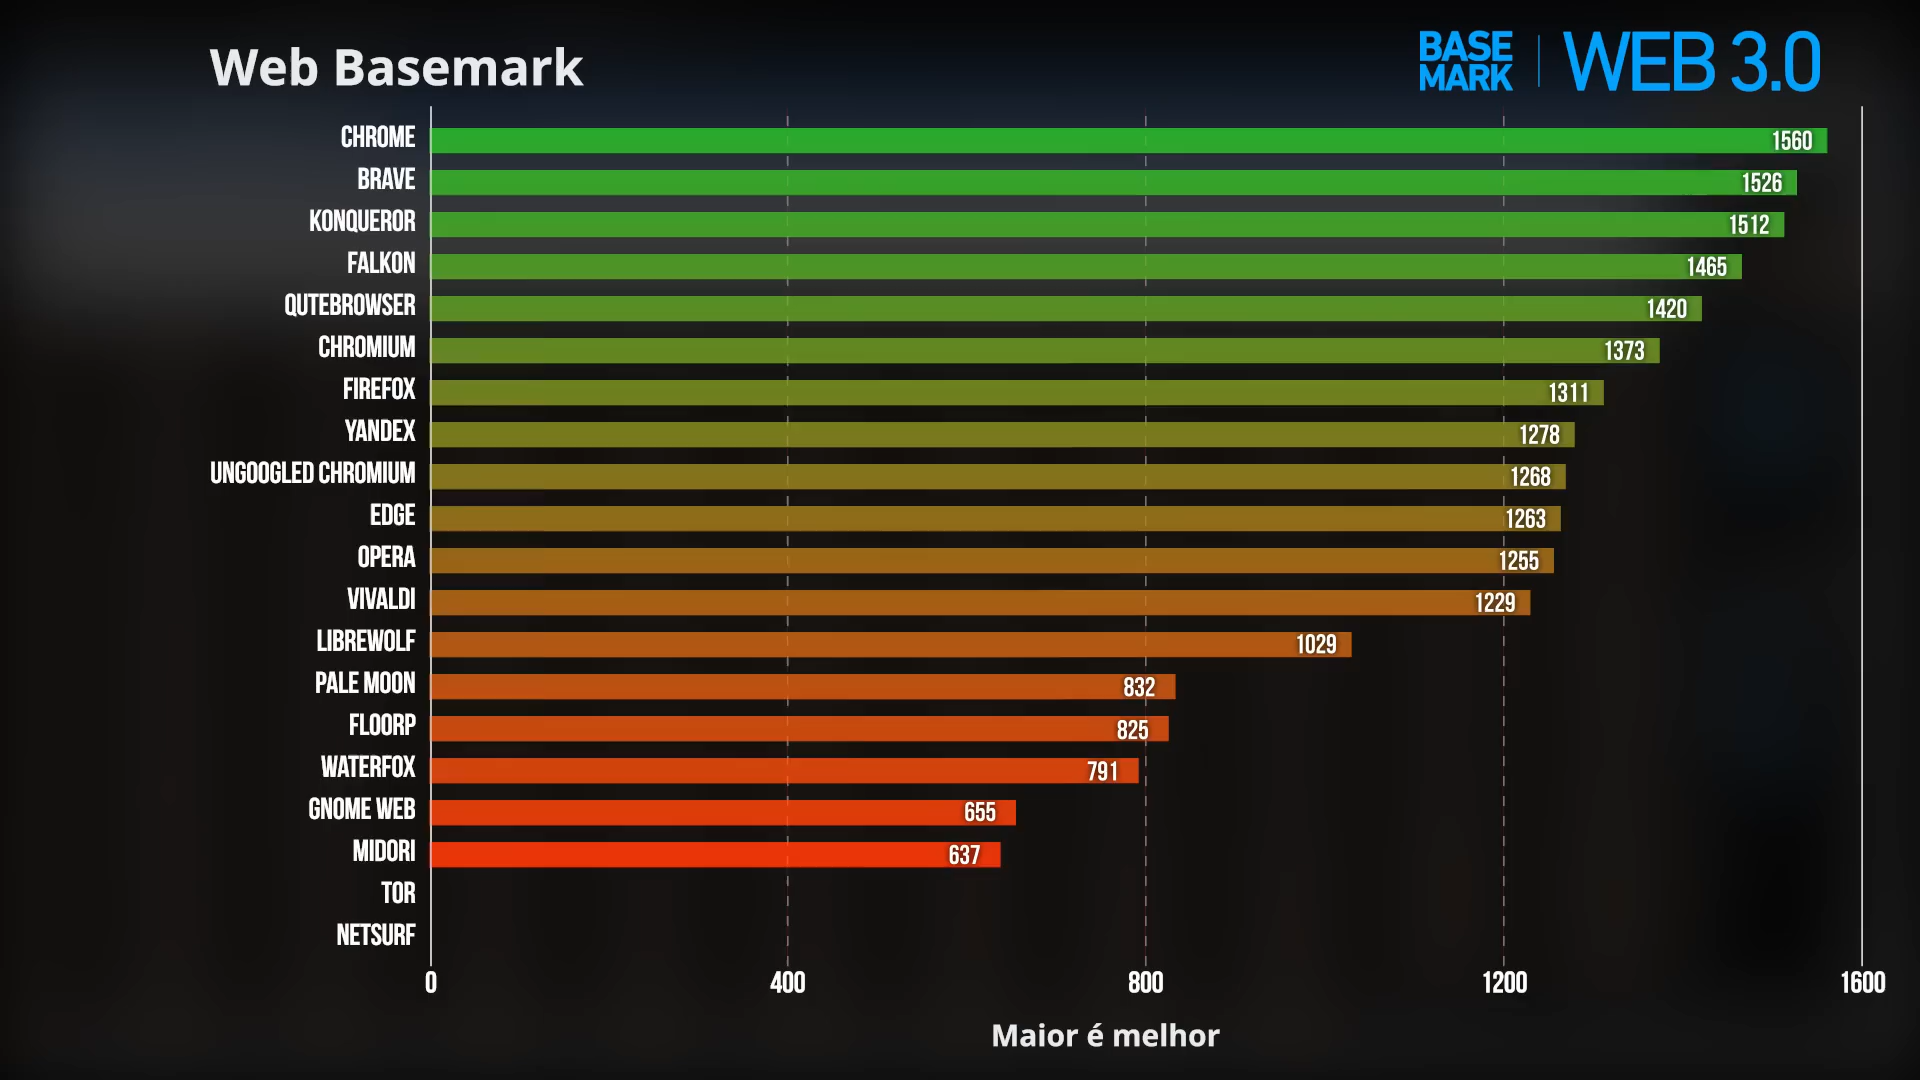 Web Basemark
BASE
MARK
WEB 3.0
CHROME 1560
BRAVE 1526
KONQUEROR 1512
FALKON 1465
QUTEBROWSER 1420
CHROMIUM 1373
FIREFOX 1311
YANDEX 1278
UNGOOGLED CHROMIUM 1268
EDGE 1263
OPERA 1255
VIVALDI 1229
LIBREWOLF 1029
PALE MOON 832
FLOORP 825
WATERFOX 791
GNOME WEB 655
MIDORI 637
TOR
NETSURF
0 400 800 1200 1600
Maior é melhor